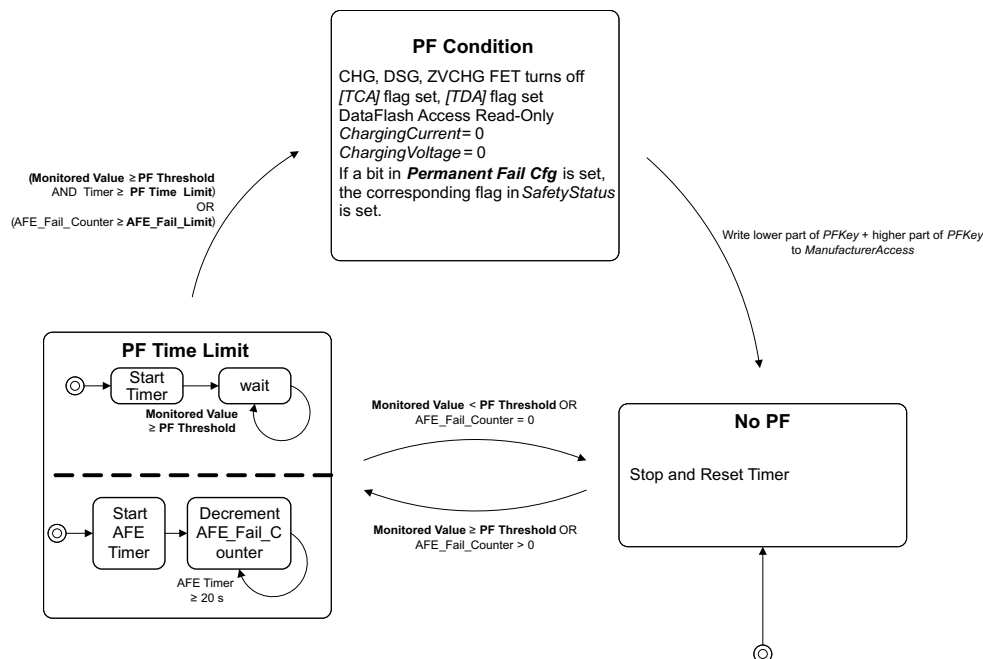 PF Condition
CHG, DSG, ZVCHG FET turns off
[TCA] flag set, [TDA] flag set
DataFlash Access Read-Only
ChargingCurrent = 0
ChargingVoltage = 0
If a bit in Permanent Fail Cfg is set,
the corresponding flag in SafetyStatus
is set.
(Monitored Value ≥ PF Threshold
AND Timer ≥ PF Time Limit)
OR
(AFE_Fail_Counter ≥ AFE_Fail_Limit)
Write lower part of PFKey + higher part of PFKey
to ManufacturerAccess
PF Time Limit
Start
Timer
wait
Monitored Value
≥ PF Threshold
Start
AFE
Timer
Decrement
AFE_Fail_C
ounter
AFE Timer
≥ 20 s
Monitored Value < PF Threshold OR
AFE_Fail_Counter = 0
Monitored Value ≥ PF Threshold OR
AFE_Fail_Counter > 0
No PF
Stop and Reset Timer